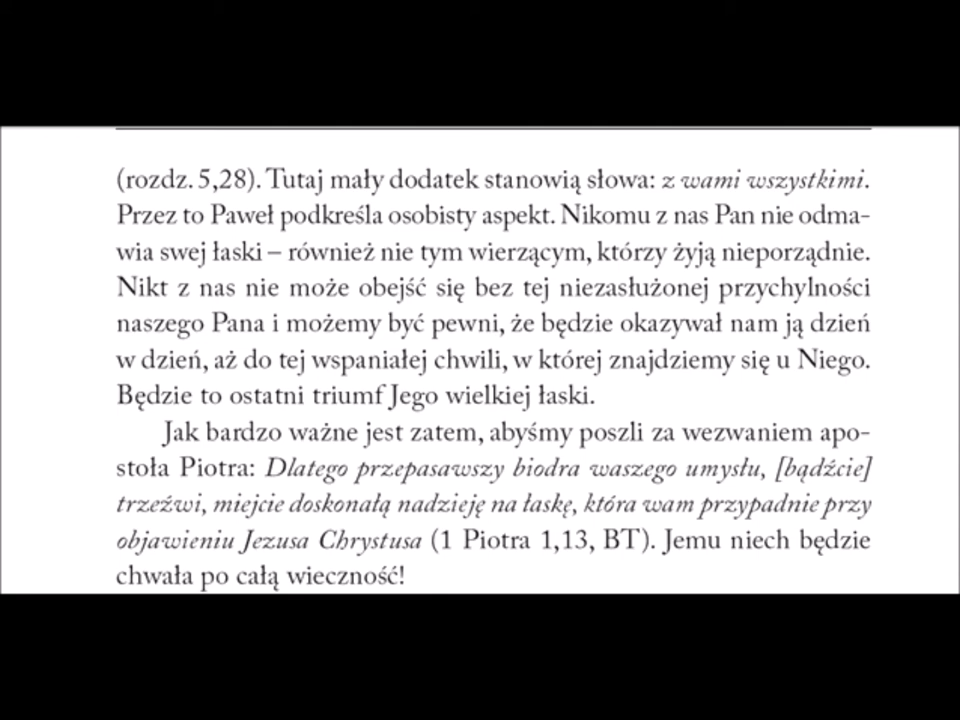 (rozdz. 5,28). Tutaj mały dodatek stanowią słowa: z wami wszystkimi.
Przez to Paweł podkreśla osobisty aspekt. Nikomu z nas Pan nie odma-
wia swej łaski – również nie tym wierzącym, którzy żyją nieporządnie.
Nikt z nas nie może obejść się bez tej niezasłużonej przychylności
naszego Pana i możemy być pewni, że będzie okazywał nam ją dzień
w dzień, aż do tej wspaniałej chwili, w której znajdziemy się u Niego.
Będzie to ostatni triumf Jego wielkiej łaski.
Jak bardzo ważne jest zatem, abyśmy poszli za wezwaniem apo-
stoła Piotra: Dlatego przepasawszy biodra waszego umysłu, [bądźcie]
trzeźwi, miejcie doskonałą nadzieję na łaskę, która wam przypadnie przy
objawieniu Jezusa Chrystusa (1 Piotra 1,13, BT). Jemu niech będzie
chwała po całą wieczność!